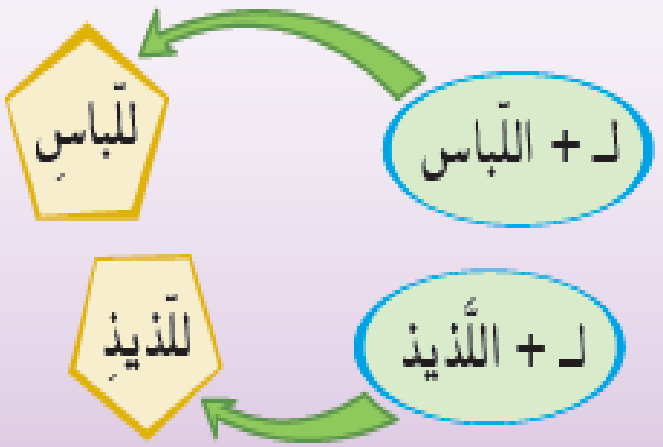 لـ + اللّباس
للّباسِ
لـ + اللَّذيذ
للّذيذِ